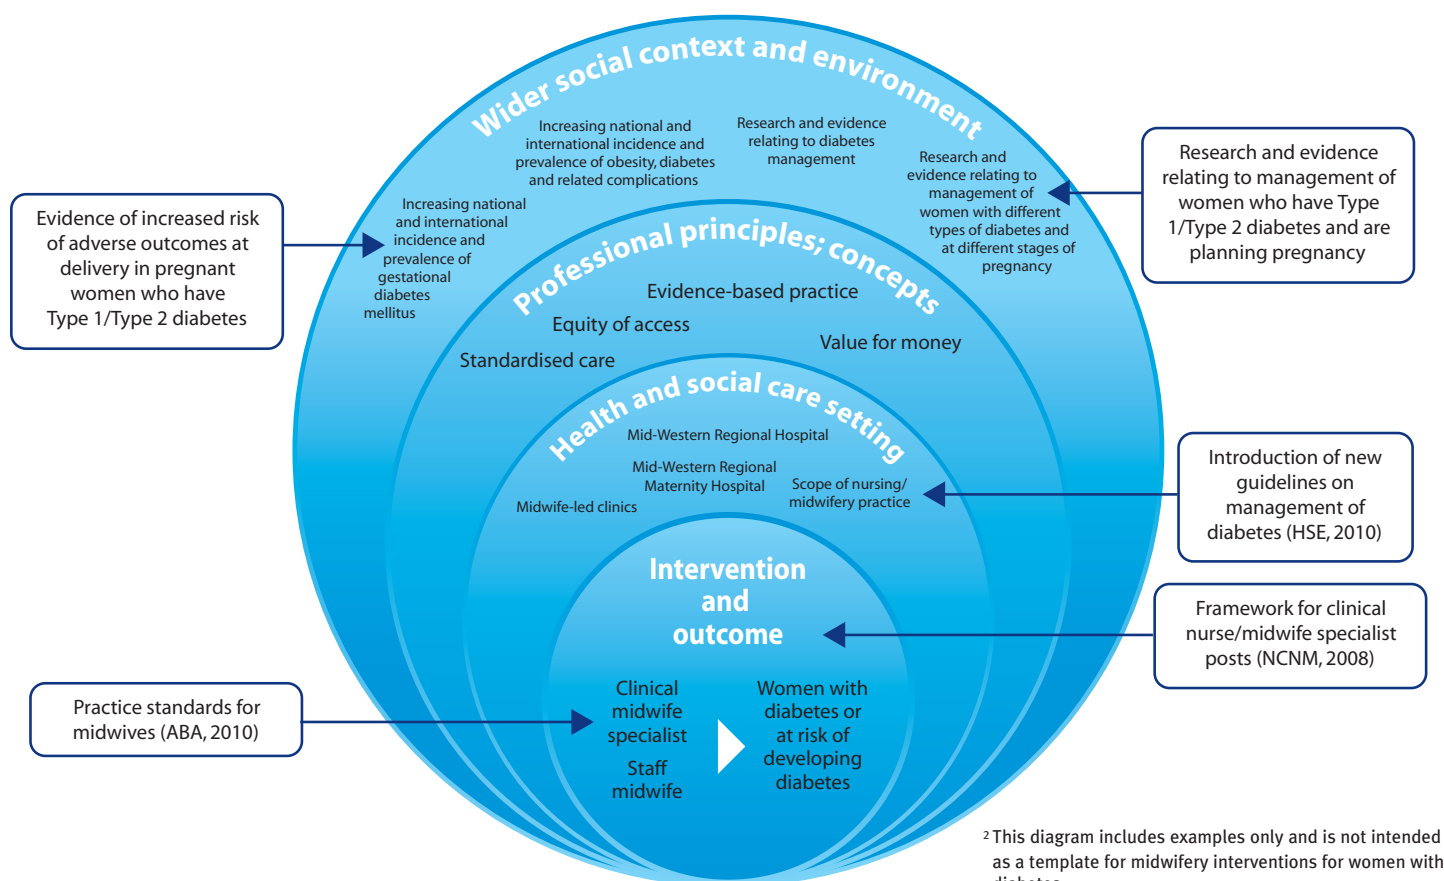 Wider social context and environment
Increasing national and
international incidence and
prevalence of obesity, diabetes
and related complications
Research and evidence
relating to diabetes
management
Research and
evidence relating to
management of
women with different
types of diabetes and
at different stages of
pregnancy
Increasing national
and international
incidence and
prevalence of
gestational
diabetes
mellitus
Evidence of increased risk
of adverse outcomes at
delivery in pregnant
women who have
Type 1/Type 2 diabetes
Research and evidence
relating to management of
women who have Type
1/Type 2 diabetes and are
planning pregnancy
Professional principles; concepts
Evidence-based practice
Equity of access
Value for money
Standardised care
Health and social care setting
Mid-Western Regional Hospital
Mid-Western Regional
Maternity Hospital
Scope of nursing/
midwifery practice
Midwife-led clinics
Introduction of new
guidelines on
management of
diabetes (HSE, 2010)
Intervention
and
outcome
Framework for clinical
nurse/midwife specialist
posts (NCNM, 2008)
Clinical
midwife
specialist
Staff
midwife
Women with
diabetes or
at risk of
developing
diabetes
Practice standards for
midwives (ABA, 2010)
2 This diagram includes examples only and is not intended
as a template for midwifery interventions for women with
diabetes